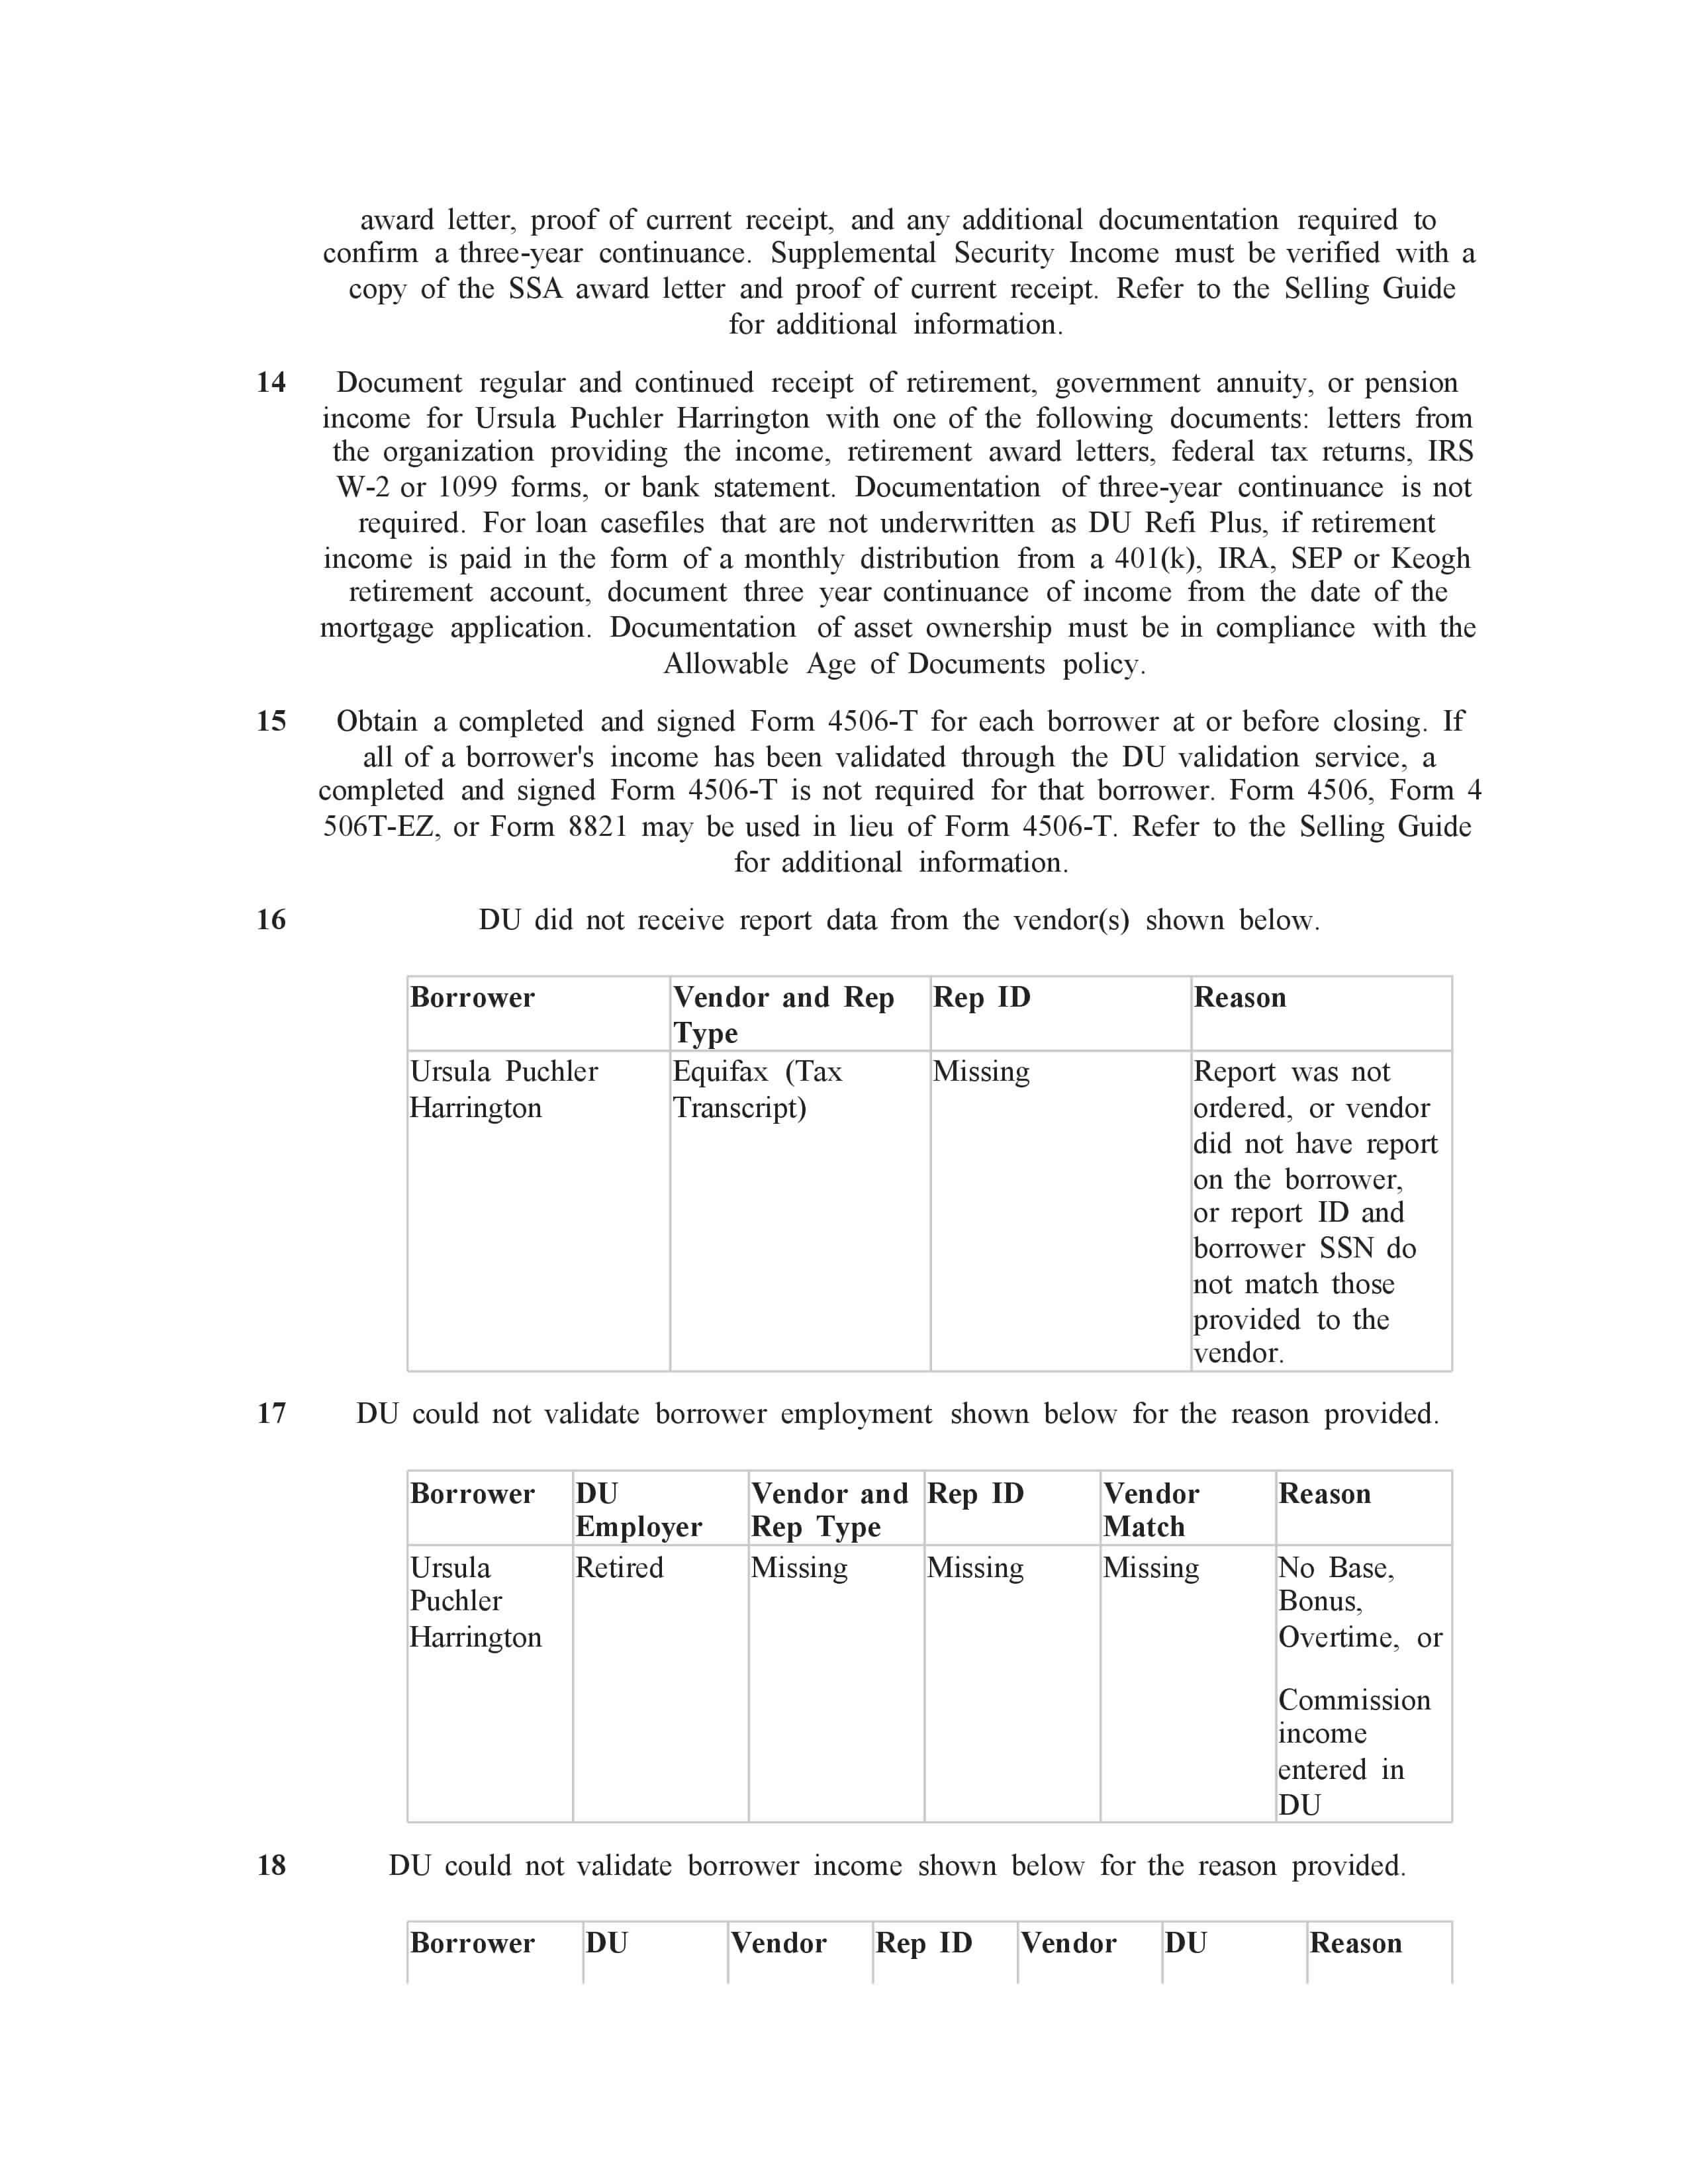 award letter, proof of current receipt, and any additional documentation required to
confirm a three-year continuance. Supplemental Security Income must be verified with a
copy of the SSA award letter and proof of current receipt. Refer to the Selling Guide
for additional information.
14 Document regular and continued receipt of retirement, government annuity, or pension
income for Ursula Puchler Harrington with one of the following documents: letters from
the organization providing the income, retirement award letters, federal tax returns, IRS
W-2 or 1099 forms, or bank statement. Documentation of three-year continuance is not
required. For loan casefiles that are not underwritten as DU Refi Plus, if retirement
income is paid in the form of a monthly distribution from a 401(k), IRA, SEP or Keogh
retirement account, document three year continuance of income from the date of the
mortgage application. Documentation of asset ownership must be in compliance with the
Allowable Age of Documents policy.
15 Obtain a completed and signed Form 4506-T for each borrower at or before closing. If
all of a borrower's income has been validated through the DU validation service, a
completed and signed Form 4506-T is not required for that borrower. Form 4506, Form 4
506T-EZ, or Form 8821 may be used in lieu of Form 4506-T. Refer to the Selling Guide
for additional information.
16 DU did not receive report data from the vendor(s) shown below.
Borrower Vendor and Rep Rep ID Reason
Type
Ursula Puchler Equifax (Tax Missing Report was not
Harrington Transcript) ordered, or vendor
did not have report
on the borrower,
or report ID and
borrower SSN do
not match those
provided to the
vendor.
17 DU could not validate borrower employment shown below for the reason provided.
Borrower DU Vendor and Rep ID Vendor Reason
Employer Rep Type Match
Ursula Retired Missing Missing Missing No Base,
Puchler Bonus,
Harrington Overtime, or
Commission
income
entered in
DU
18 DU could not validate borrower income shown below for the reason provided.
Borrower DU Vendor Rep ID Vendor DU Reason